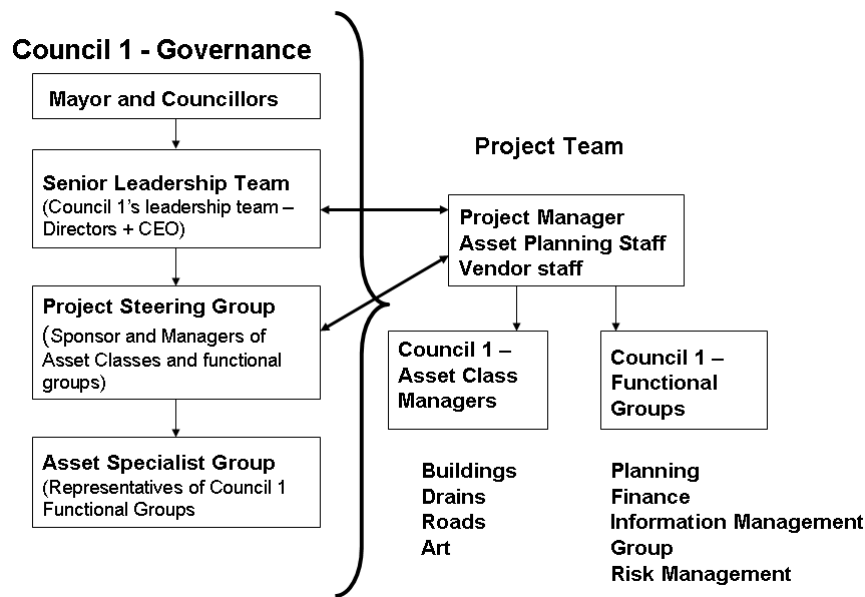 Council 1 - Governance
Mayor and Councillors
Senior Leadership Team
(Council 1's leadership team –
Directors + CEO)
Project Steering Group
(Sponsor and Managers of
Asset Classes and functional
groups)
Asset Specialist Group
(Representatives of Council 1
Functional Groups
Project Team
Project Manager
Asset Planning Staff
Vendor staff
Council 1 –
Asset Class
Managers
Buildings
Drains
Roads
Art
Council 1 –
Functional
Groups
Planning
Finance
Information Management
Group
Risk Management